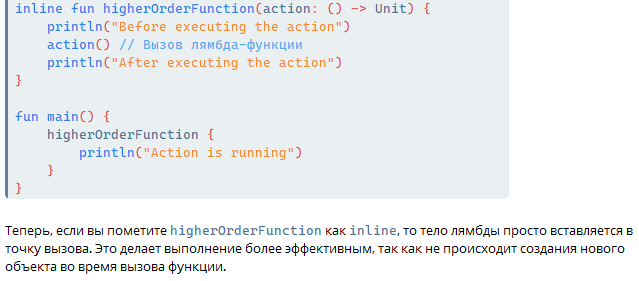 inline fun higherOrderFunction(action: () -> Unit) {
    println("Before executing the action")
    action() // Вызов лямбда-функции
    println("After executing the action")
}

fun main() {
    higherOrderFunction {
        println("Action is running")
    }
}

Теперь, если вы пометите higherOrderFunction как inline, то тело лямбды просто вставляется в
точку вызова. Это делает выполнение более эффективным, так как не происходит создания нового
объекта во время вызова функции.